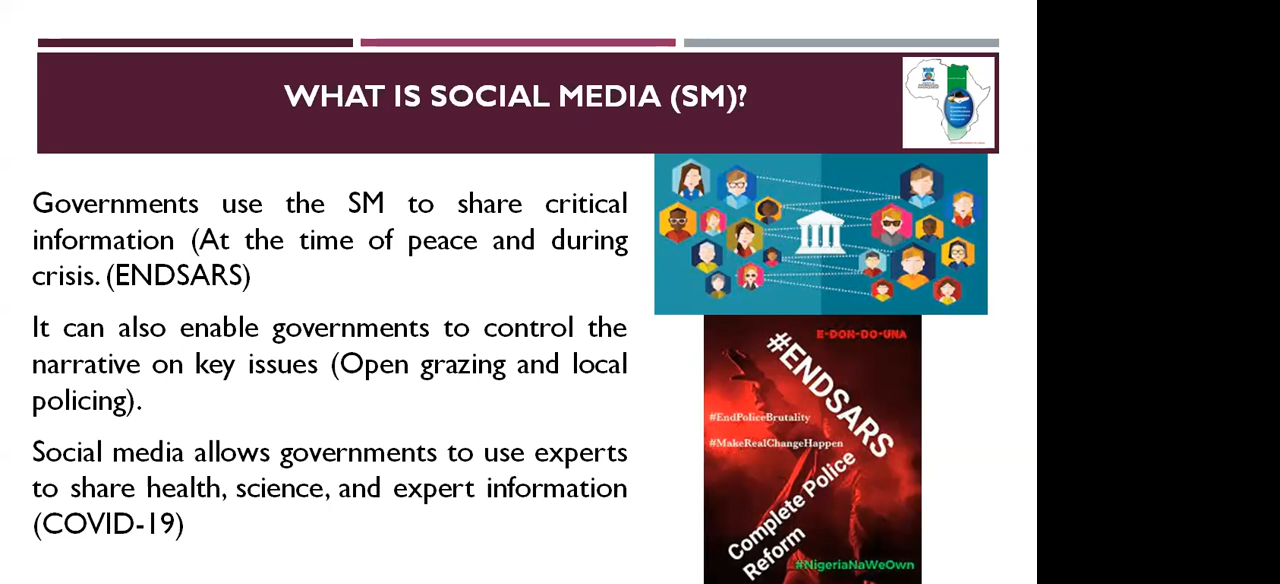 WHAT IS SOCIAL MEDIA (SM)?
Governments use the SM to share critical
information (At the time of peace and during
crisis. (ENDSARS)
It can also enable governments to control the
narrative on key issues (Open grazing and local
policing).
Social media allows governments to use experts
to share health, science, and expert information
(COVID-19)
E-DON-DO-UNA
#ENDSARS
#EndPoliceBrutality
#MakeRealChangeHappen
Complete Police
Reform
#NigeriaNaWeOwn